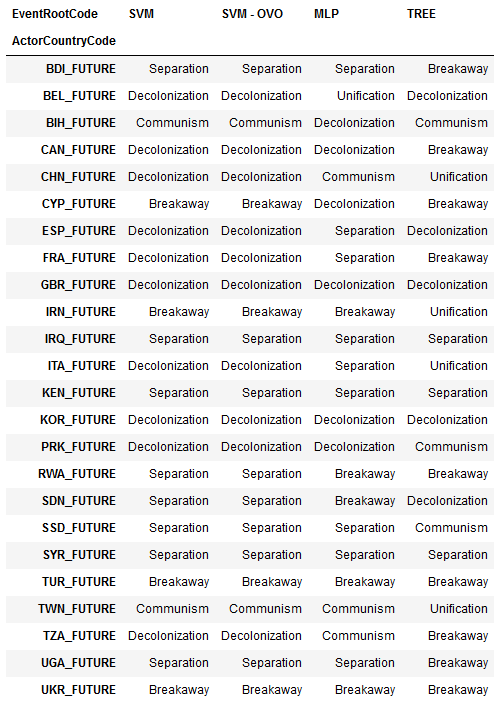 EventRootCode SVM SVM - OVO MLP TREE
ActorCountryCode
BDI_FUTURE Separation Separation Separation Breakaway
BEL_FUTURE Decolonization Decolonization Unification Decolonization
BIH_FUTURE Communism Communism Decolonization Communism
CAN_FUTURE Decolonization Decolonization Decolonization Breakaway
CHN_FUTURE Decolonization Decolonization Communism Unification
CYP_FUTURE Breakaway Breakaway Decolonization Breakaway
ESP_FUTURE Decolonization Decolonization Separation Decolonization
FRA_FUTURE Decolonization Decolonization Separation Breakaway
GBR_FUTURE Decolonization Decolonization Decolonization Decolonization
IRN_FUTURE Breakaway Breakaway Breakaway Unification
IRQ_FUTURE Separation Separation Separation Separation
ITA_FUTURE Decolonization Decolonization Separation Unification
KEN_FUTURE Separation Separation Separation Separation
KOR_FUTURE Decolonization Decolonization Decolonization Decolonization
PRK_FUTURE Decolonization Decolonization Decolonization Communism
RWA_FUTURE Separation Separation Breakaway Breakaway
SDN_FUTURE Separation Separation Breakaway Decolonization
SSD_FUTURE Separation Separation Separation Communism
SYR_FUTURE Separation Separation Separation Separation
TUR_FUTURE Breakaway Breakaway Breakaway Breakaway
TWN_FUTURE Communism Communism Communism Unification
TZA_FUTURE Decolonization Decolonization Communism Breakaway
UGA_FUTURE Separation Separation Separation Breakaway
UKR_FUTURE Breakaway Breakaway Breakaway Breakaway